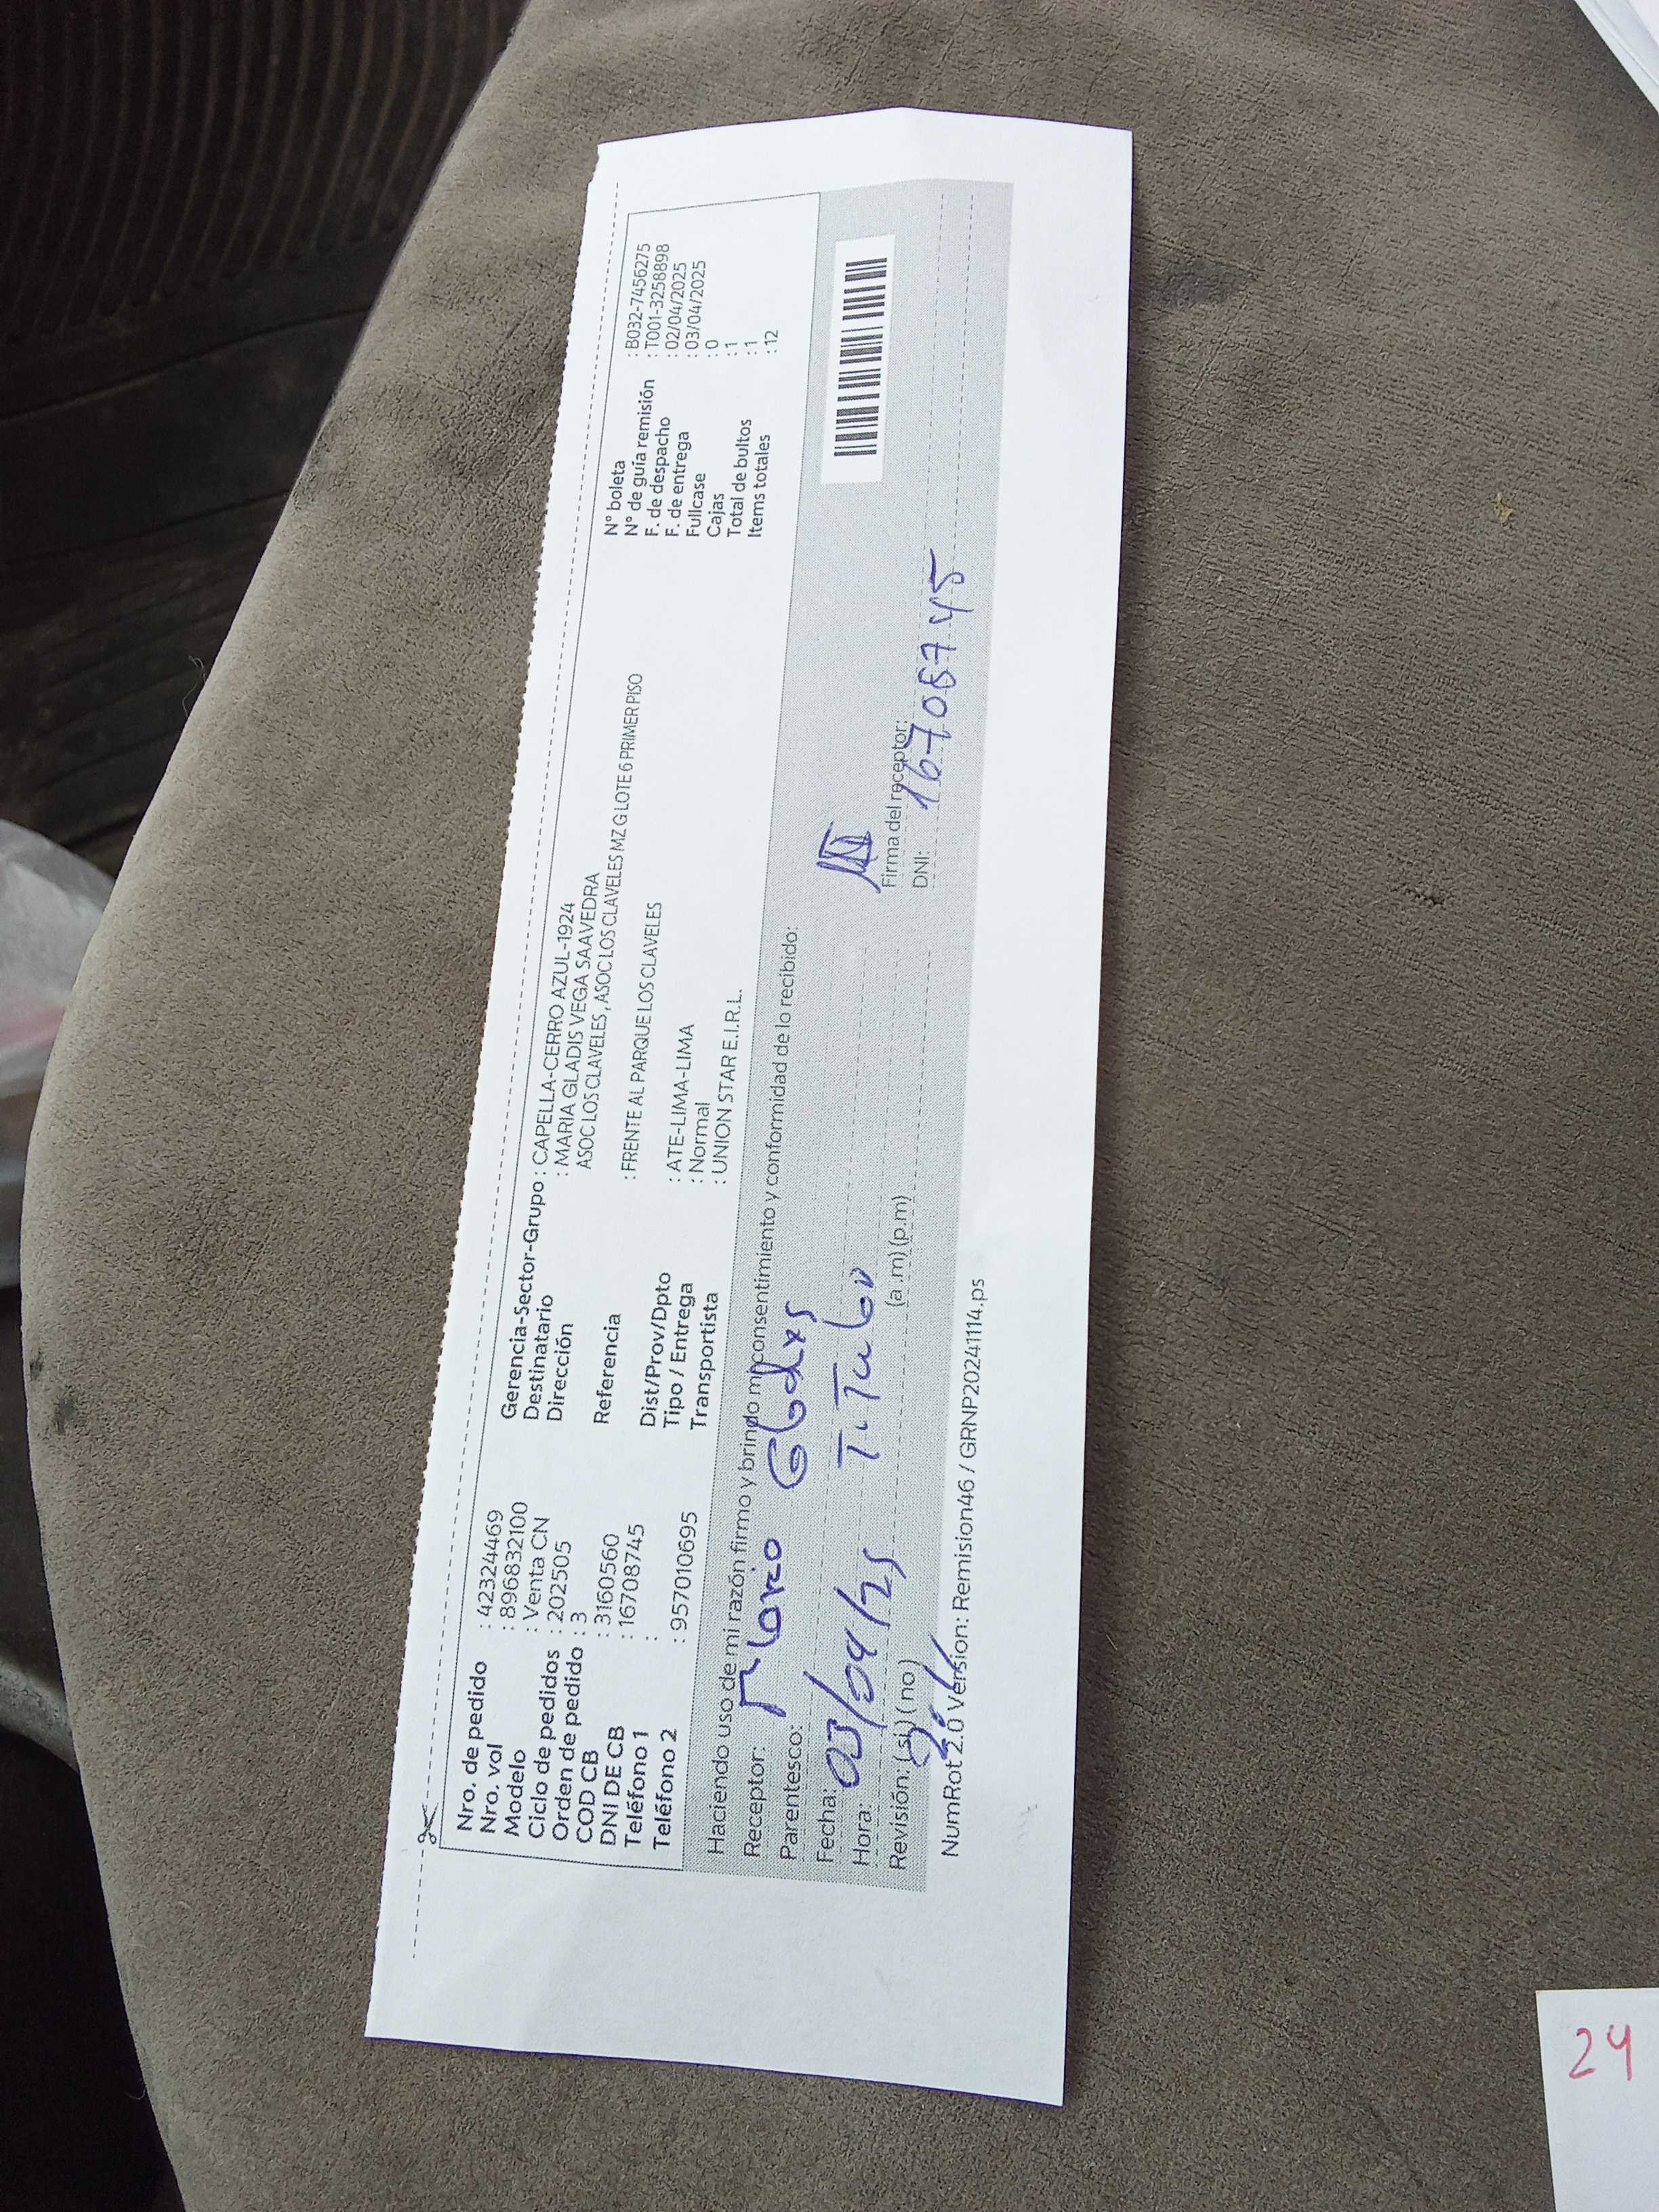 Nro. de pedido : 42324469
Nro. vol : 896832100
Modelo : Venta CN
Ciclo de pedidos : 202505
Orden de pedido : 3
COD CB : 3160560
DNI DE CB : 16708745
Teléfono 1 :
Teléfono 2 : 957010695
Gerencia-Sector-Grupo : CAPELLA-CERRO AZUL-1924
Destinatario : MARIA GLADIS VEGA SAAVEDRA
Dirección ASOC LOS CLAVELES , ASOC LOS CLAVELES MZ G LOTE 6 PRIMER PISO
Referencia : FRENTE AL PARQUE LOS CLAVELES
Dist/Prov/Dpto : ATE-LIMA-LIMA
Tipo / Entrega : Normal
Transportista : UNION STAR E.I.R.L.
N° boleta : B032-7456275
N° de guía remisión : T001-3258898
F. de despacho : 02/04/2025
F. de entrega : 03/04/2025
Fullcase : 0
Cajas : 1
Total de bultos : 1
Items totales : 12
Haciendo uso de mi razón firmo y brindo mi consentimiento y conformidad de lo recibido:
Receptor:
Parentesco:
Fecha: 03/04/25
Hora: (a .m) (p.m)
Revisión: (si) (no)
Firma del receptor:
DNI:
NumRot 2.0 Version: Remision46 / GRNP20241114.ps
24